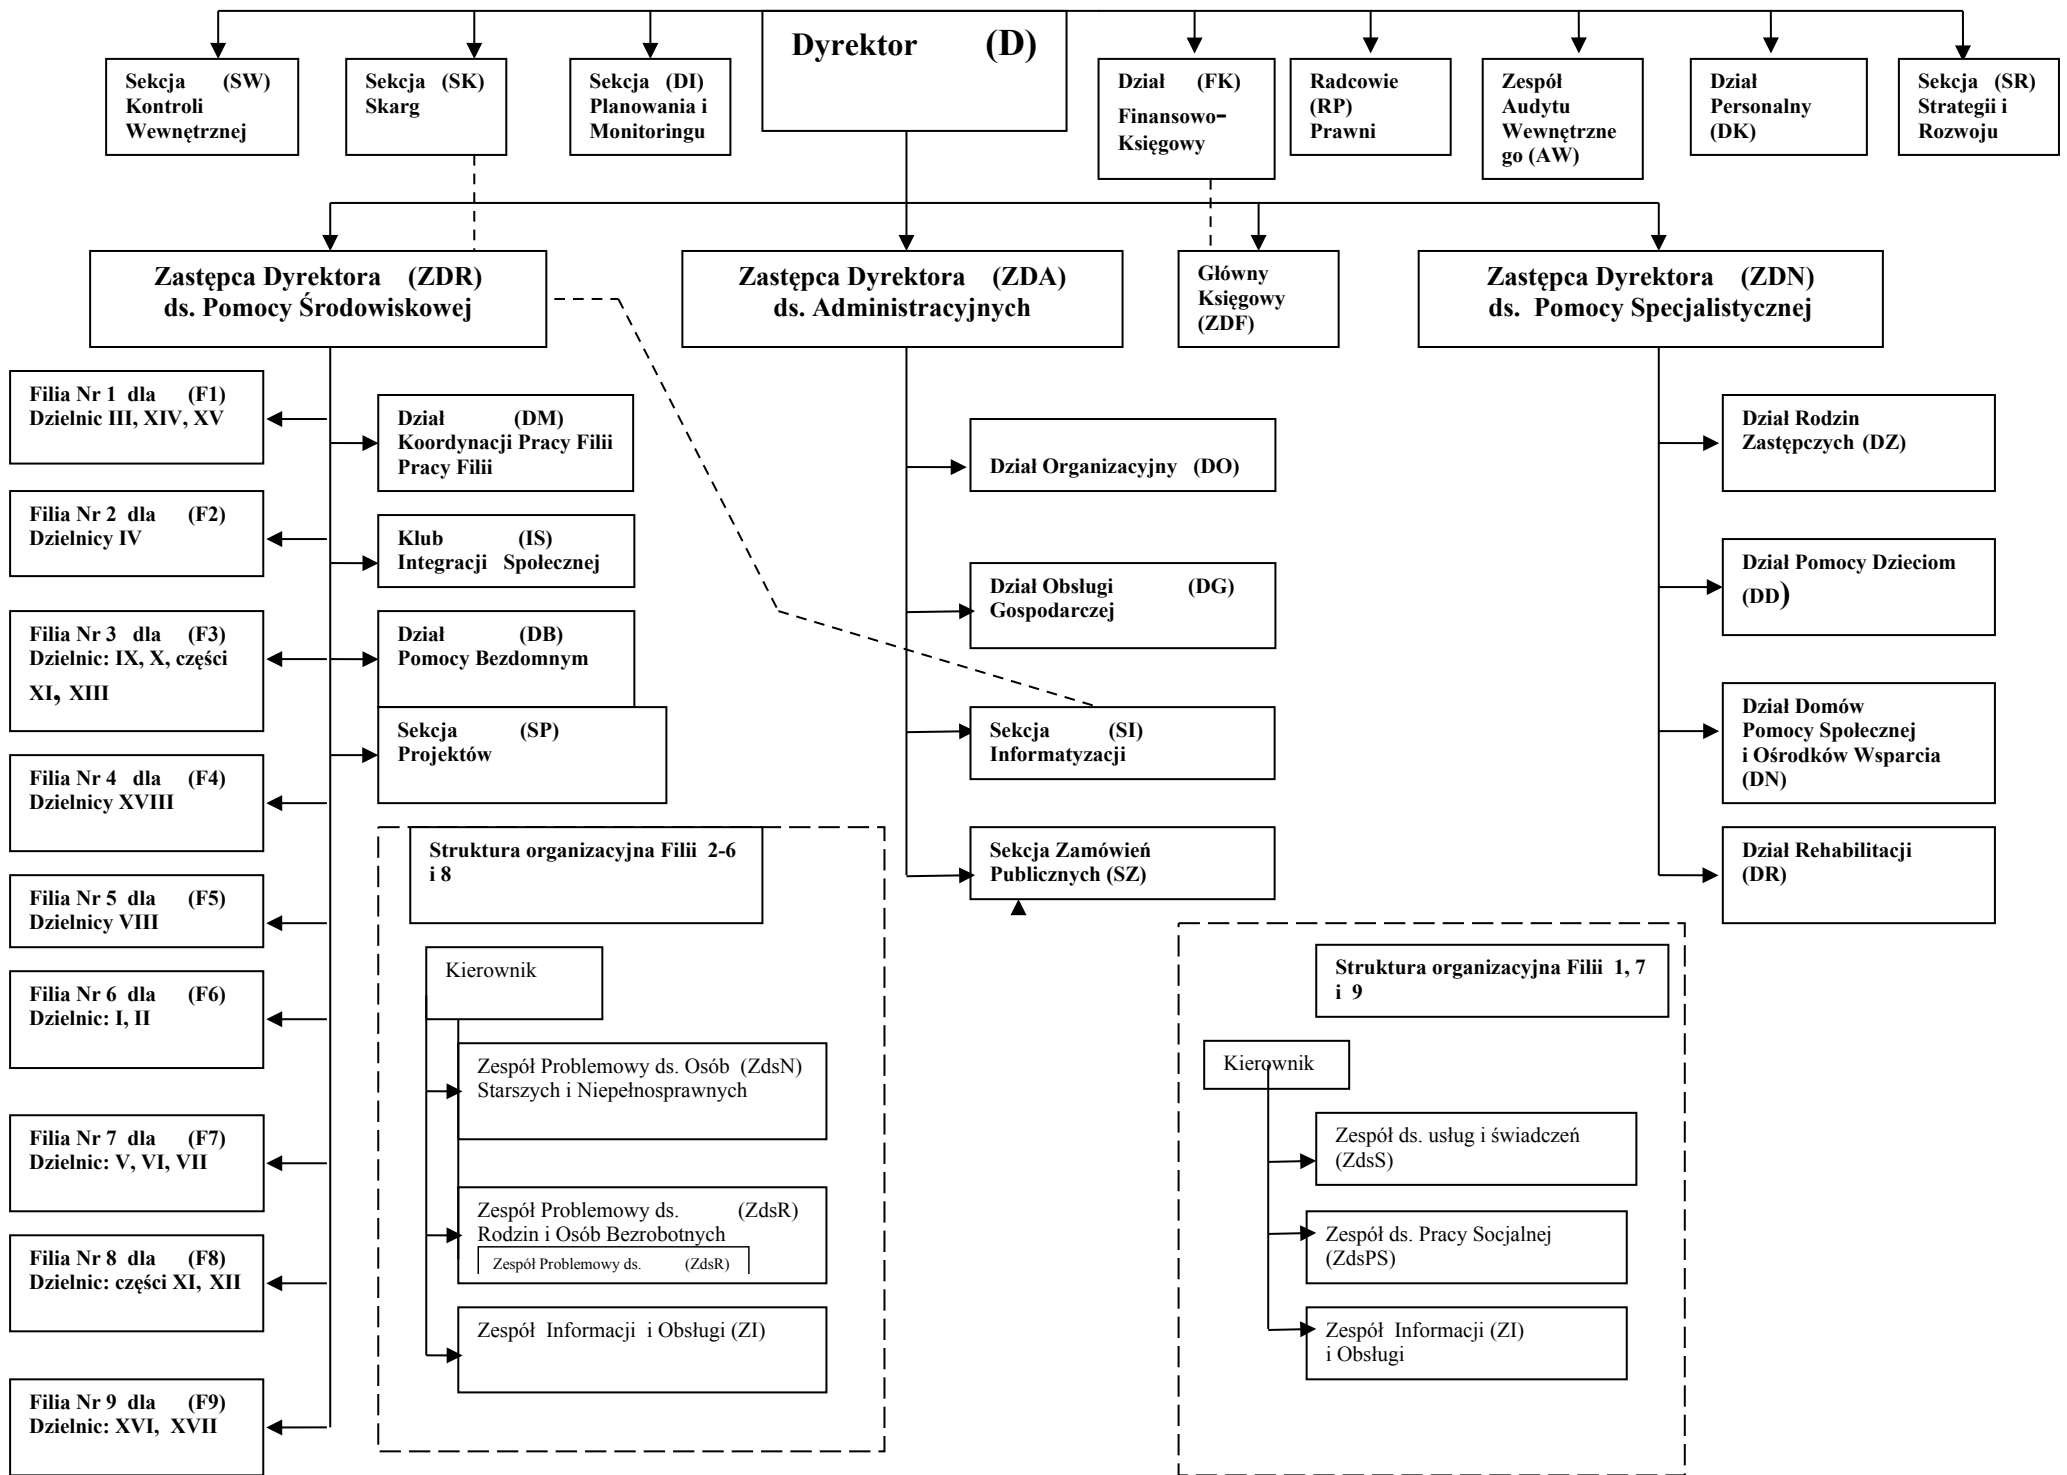 Dyrektor (D)
Sekcja (SW)
Kontroli
Wewnętrznej
Sekcja (SK)
Skarg
Sekcja (DI)
Planowania i
Monitoringu
Dział (FK)
Finansowo–
Księgowy
Radcowie
(RP)
Prawni
Zespół
Audytu
Wewnętrzne
go (AW)
Dział
Personalny
(DK)
Sekcja (SR)
Strategii i
Rozwoju
Zastępca Dyrektora (ZDR)
ds. Pomocy Środowiskowej
Zastępca Dyrektora (ZDA)
ds. Administracyjnych
Główny
Księgowy
(ZDF)
Zastępca Dyrektora (ZDN)
ds. Pomocy Specjalistycznej
Filia Nr 1 dla (F1)
Dzielnic III, XIV, XV
Filia Nr 2 dla (F2)
Dzielnicy IV
Filia Nr 3 dla (F3)
Dzielnic: IX, X, części
XI, XIII
Filia Nr 4 dla (F4)
Dzielnicy XVIII
Filia Nr 5 dla (F5)
Dzielnicy VIII
Filia Nr 6 dla (F6)
Dzielnic: I, II
Filia Nr 7 dla (F7)
Dzielnic: V, VI, VII
Filia Nr 8 dla (F8)
Dzielnic: części XI, XII
Filia Nr 9 dla (F9)
Dzielnic: XVI, XVII
Dział (DM)
Koordynacji Pracy Filii
Pracy Filii
Klub (IS)
Integracji Społecznej
Dział (DB)
Pomocy Bezdomnym
Sekcja (SP)
Projektów
Dział Organizacyjny (DO)
Dział Obsługi (DG)
Gospodarczej
Sekcja (SI)
Informatyzacji
Sekcja Zamówień
Publicznych (SZ)
Dział Rodzin
Zastępczych (DZ)
Dział Pomocy Dzieciom
(DD)
Dział Domów
Pomocy Społecznej
i Ośrodków Wsparcia
(DN)
Dział Rehabilitacji
(DR)
Struktura organizacyjna Filii 2-6
i 8
Kierownik
Zespół Problemowy ds. Osób (ZdsN)
Starszych i Niepełnosprawnych
Zespół Problemowy ds. (ZdsR)
Rodzin i Osób Bezrobotnych
Zespół Problemowy ds. (ZdsR)
Zespół Informacji i Obsługi (ZI)
Struktura organizacyjna Filii 1, 7
i 9
Kierownik
Zespół ds. usług i świadczeń
(ZdsS)
Zespół ds. Pracy Socjalnej
(ZdsPS)
Zespół Informacji (ZI)
i Obsługi